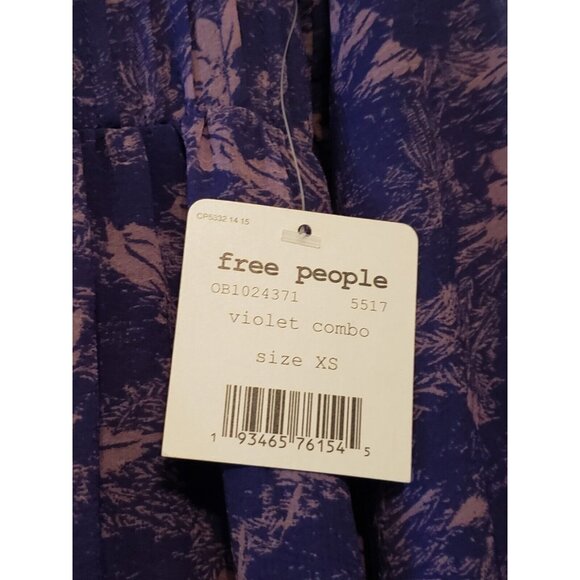 CP5332 14 15
free people
OB1024371 5517
violet combo
size XS
1 93465 76154 5